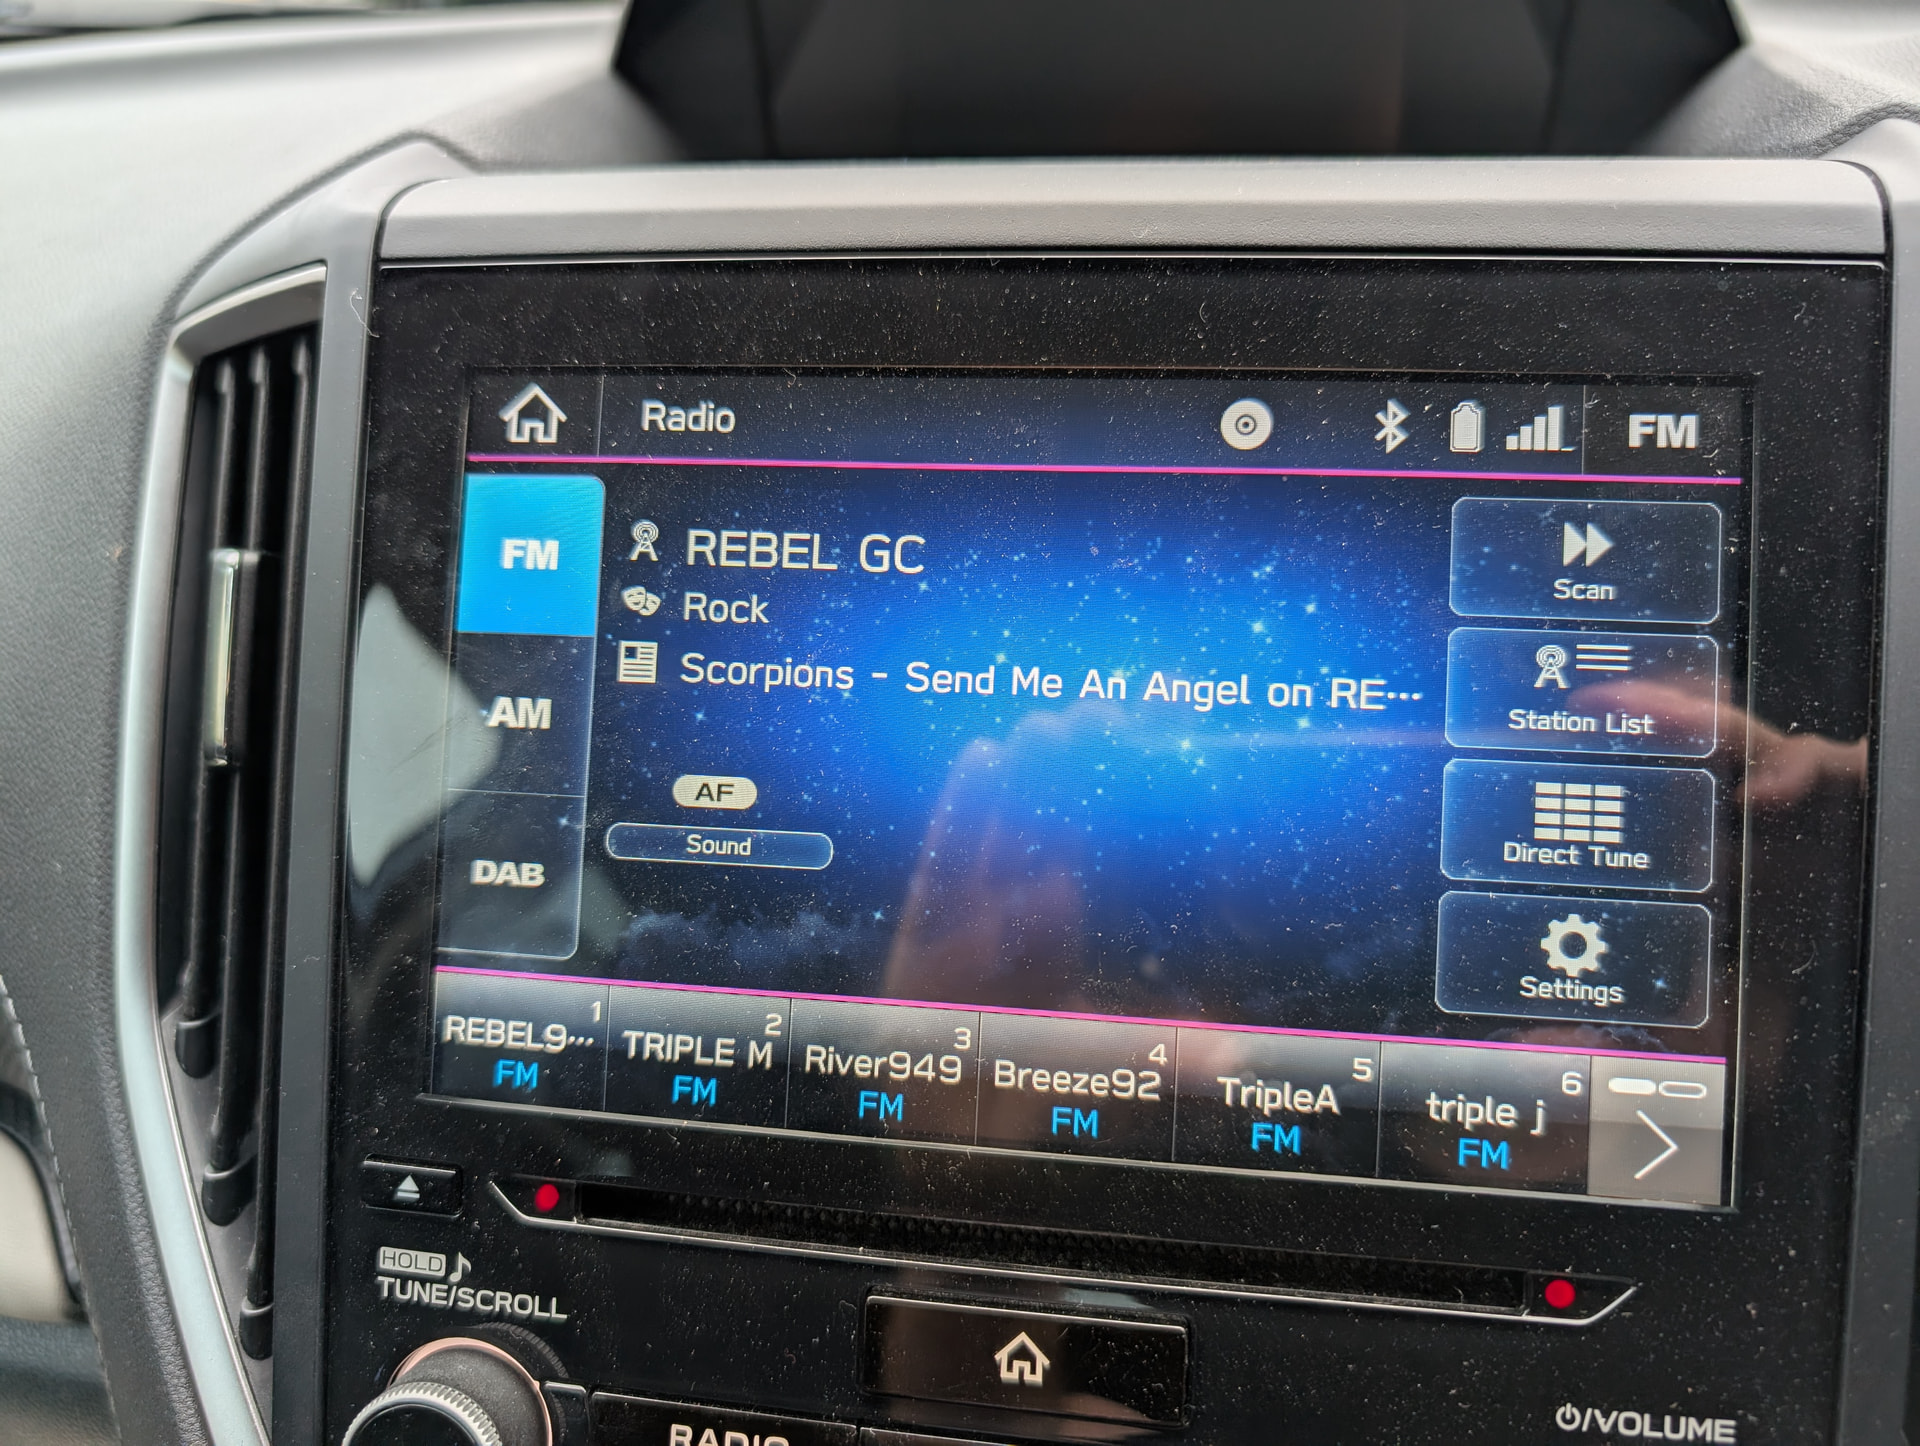 Radio
FM
FM
AM
DAB
REBEL GC
Rock
Scorpions - Send Me An Angel on RE...
AF
Sound
Scan
Station List
Direct Tune
Settings
1
REBEL9...
FM
2
TRIPLE M
FM
3
River949
FM
4
Breeze92
FM
5
TripleA
FM
6
triple j
FM
HOLD
TUNE/SCROLL
RADIO
/VOLUME